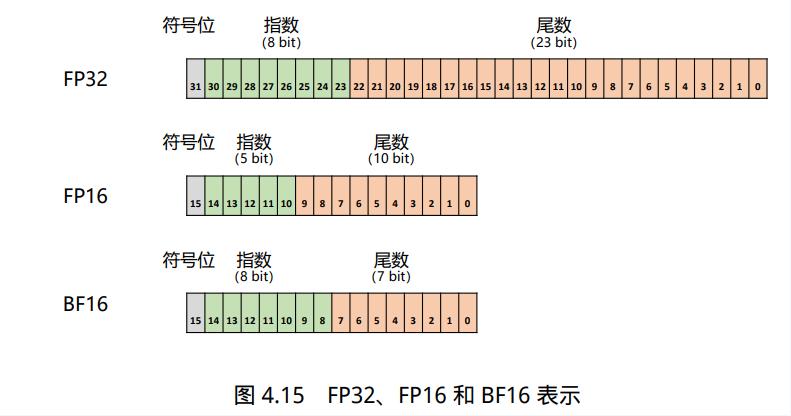 符号位 指数 尾数
(8 bit) (23 bit)
FP32 31 30 29 28 27 26 25 24 23 22 21 20 19 18 17 16 15 14 13 12 11 10 9 8 7 6 5 4 3 2 1 0
符号位 指数 尾数
(5 bit) (10 bit)
FP16 15 14 13 12 11 10 9 8 7 6 5 4 3 2 1 0
符号位 指数 尾数
(8 bit) (7 bit)
BF16 15 14 13 12 11 10 9 8 7 6 5 4 3 2 1 0
图 4.15 FP32、FP16 和 BF16 表示